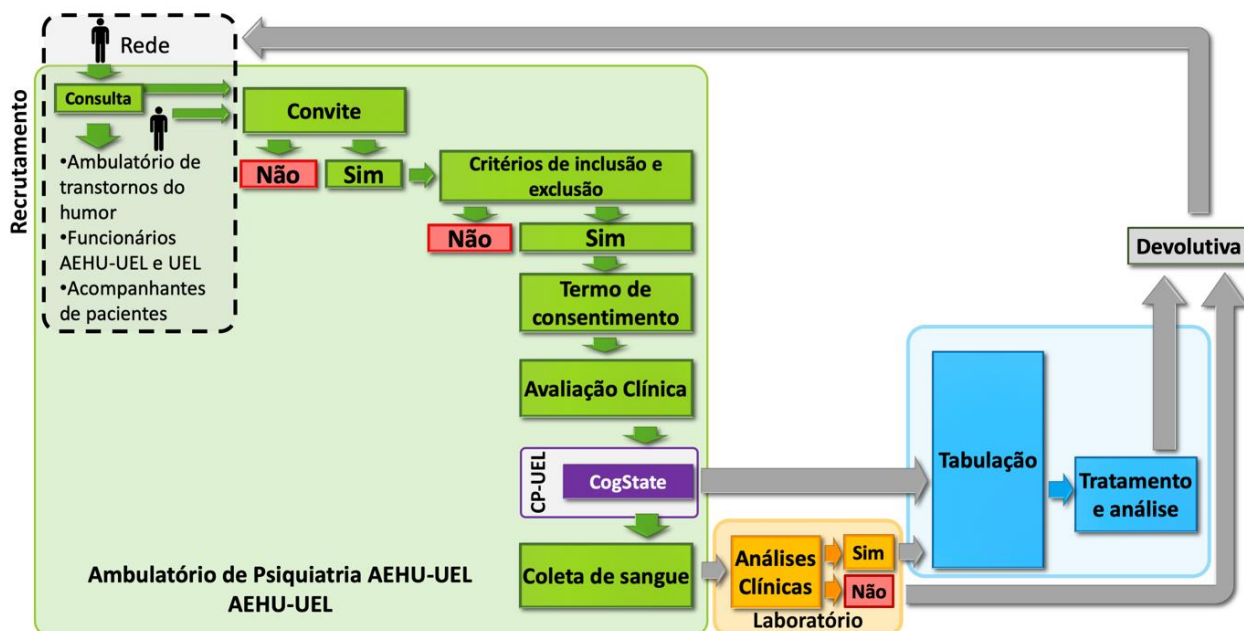 Rede
Recrutamento
Consulta
Convite
•Ambulatório de
transtornos do
humor
•Funcionários
AEHU-UEL e UEL
•Acompanhantes
de pacientes
Não
Sim
Critérios de inclusão e
exclusão
Não
Sim
Termo de
consentimento
Avaliação Clínica
CP-UEL
CogState
Coleta de sangue
Ambulatório de Psiquiatria AEHU-UEL
AEHU-UEL
Análises
Clínicas
Sim
Não
Laboratório
Tabulação
Tratamento
e análise
Devolutiva